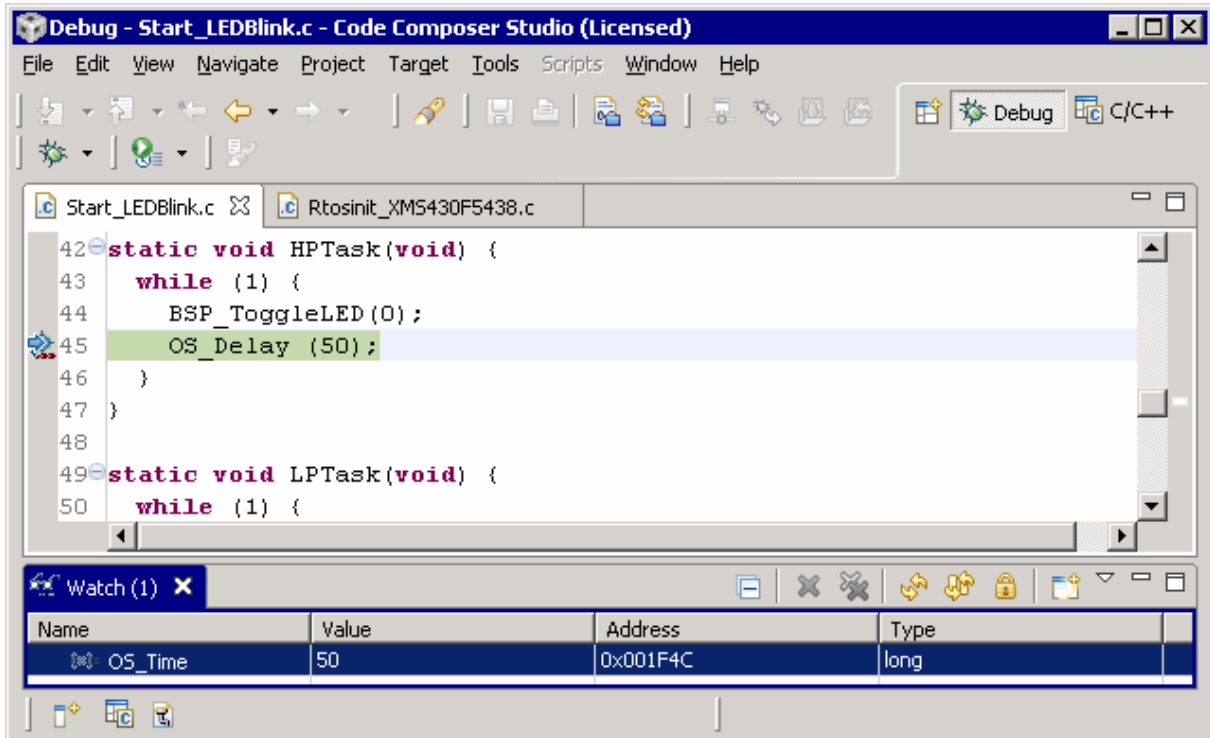 Debug - Start_LEDBlink.c - Code Composer Studio (Licensed)
File Edit View Navigate Project Target Tools Scripts Window Help
Debug C/C++
Start_LEDBlink.c Rtosinit_XMS430F5438.c
42 static void HPTask(void) {
43 while (1) {
44 BSP_ToggleLED(0);
45 OS_Delay (50);
46 }
47 }
48
49 static void LPTask(void) {
50 while (1) {
Watch (1)
Name Value Address Type
OS_Time 50 0x001F4C long